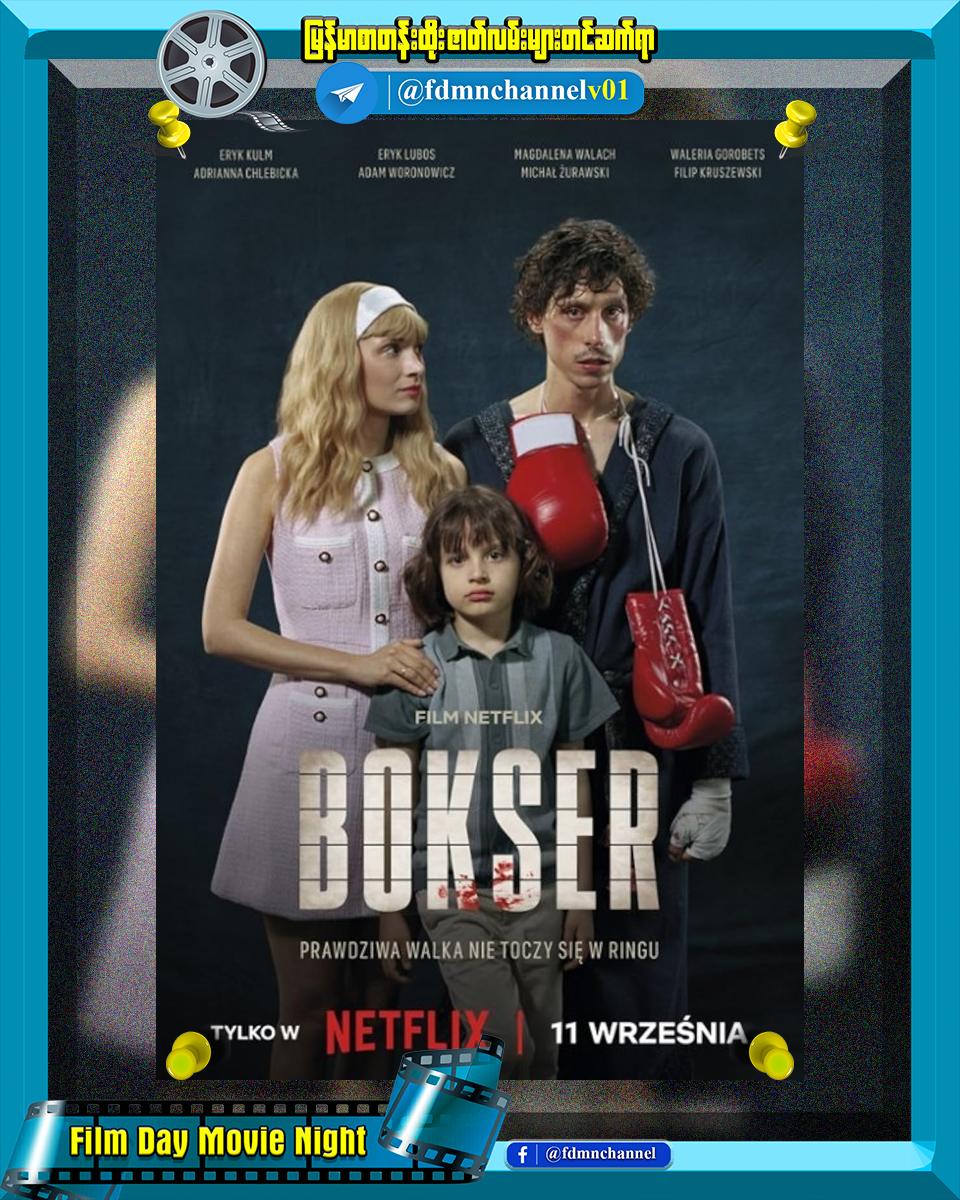 မြန်မာစာတန်းထိုးဇာတ်လမ်းများတင်ဆက်ရာ
@fdmnchannelv01
ERYK KULM ERYK LUBOS MAGDALENA WALACH WALERIA GOROBETS
ADRIANNA CHLEBICKA ADAM WORONOWICZ MICHAŁ ŻURAWSKI FILIP KRUSZEWSKI
FILM NETFLIX
BOKSER
PRAWDZIWA WALKA NIE TOCZY SIĘ W RINGU
TYLKO W NETFLIX | 11 WRZEŚNIA
Film Day Movie Night
f | @fdmnchannel